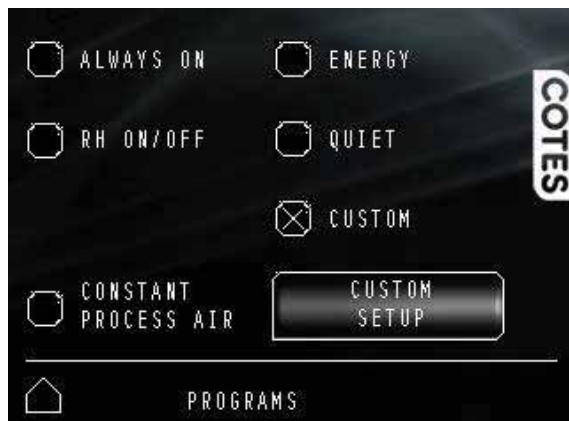 ALWAYS ON
ENERGY
RH ON/OFF
QUIET
CUSTOM
CONSTANT
PROCESS AIR
CUSTOM
SETUP
PROGRAMS
COTES